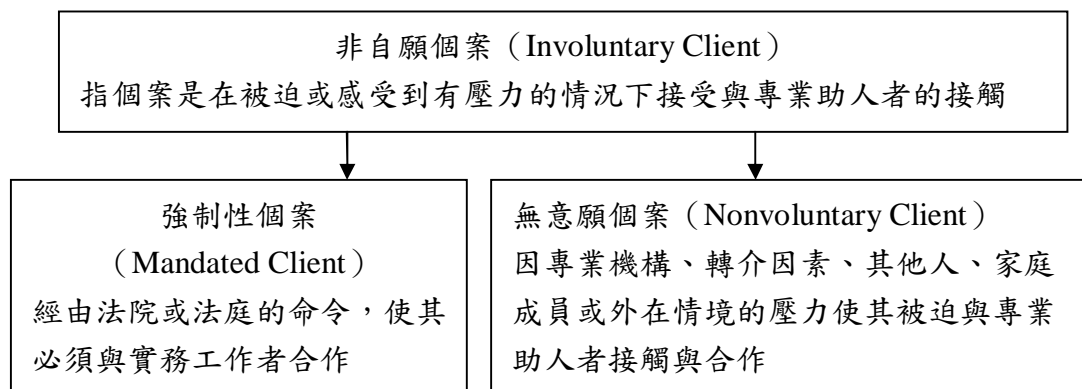 非自願個案（Involuntary Client）
指個案是在被迫或感受到有壓力的情況下接受與專業助人者的接觸
強制性個案
（Mandated Client）
經由法院或法庭的命令，使其
必須與實務工作者合作
無意願個案（Nonvoluntary Client）
因專業機構、轉介因素、其他人、家庭
成員或外在情境的壓力使其被迫與專業
助人者接觸與合作